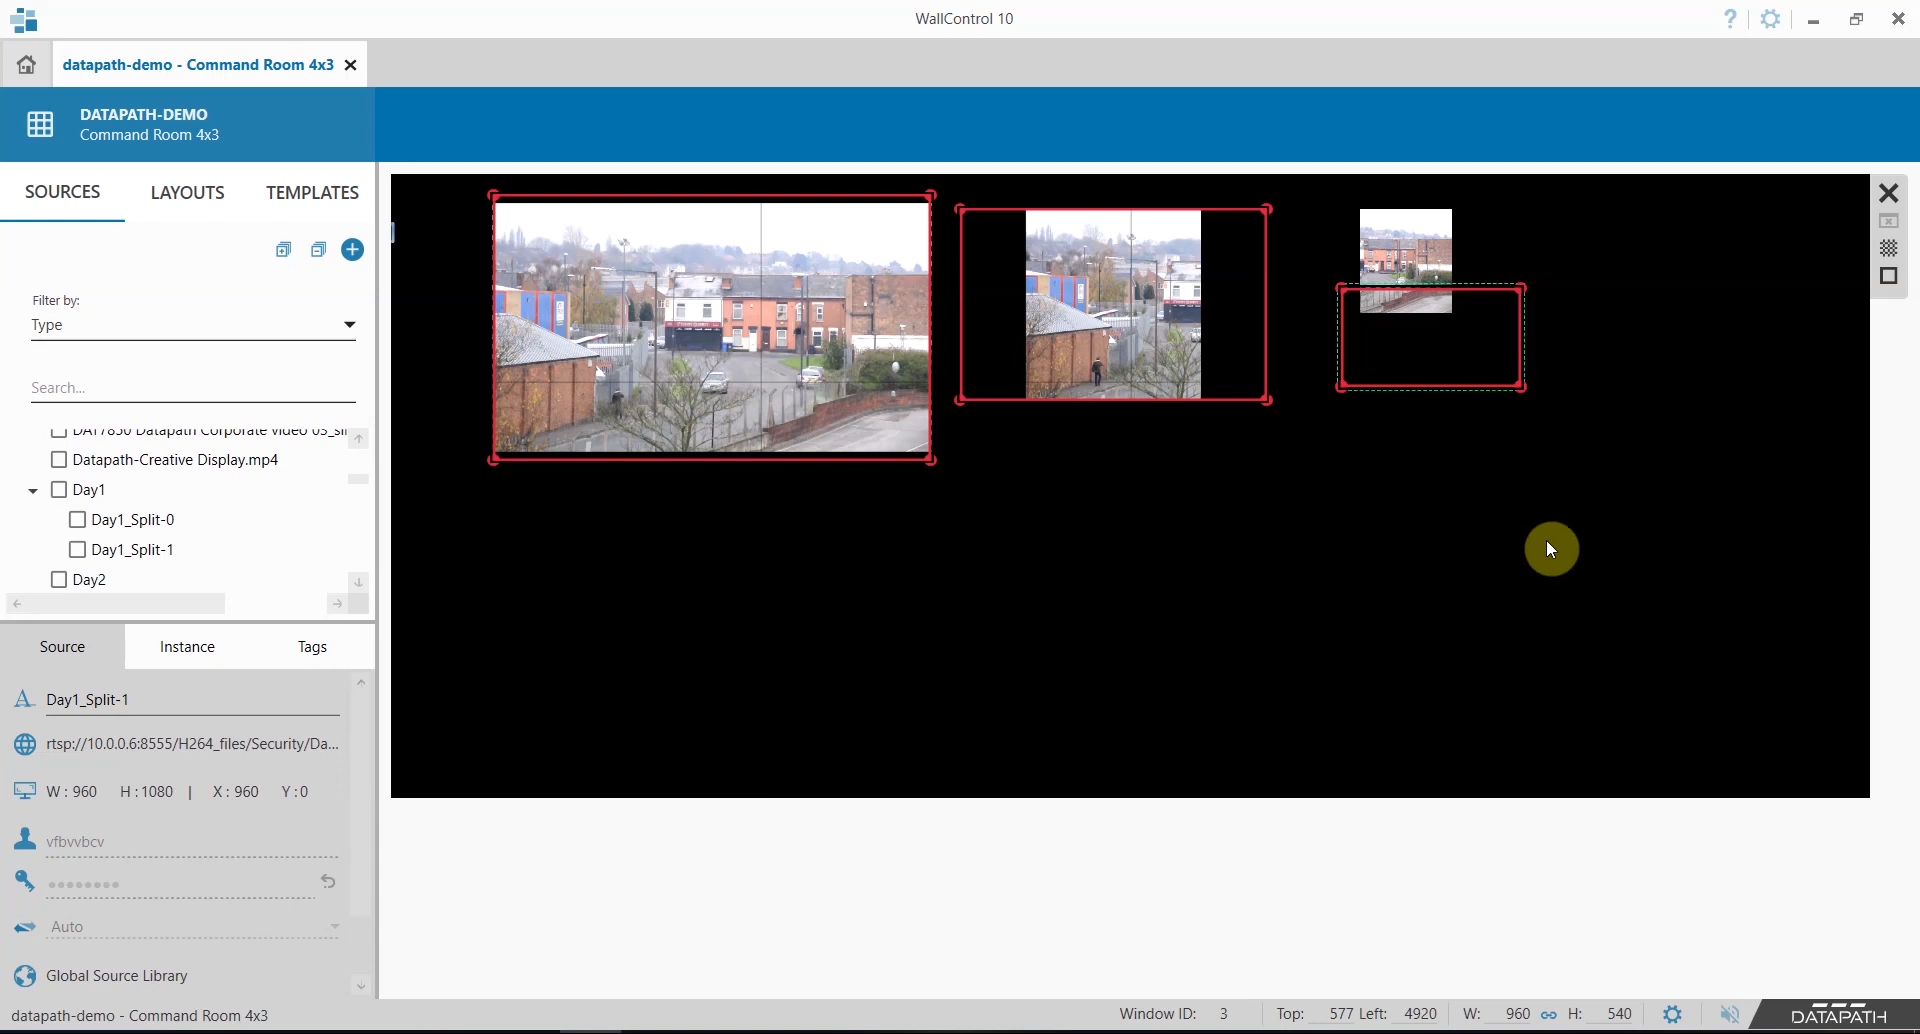 WallControl 10
datapath-demo - Command Room 4x3
DATAPATH-DEMO
Command Room 4x3
SOURCES LAYOUTS TEMPLATES
Filter by:
Type
Search...
Datapath-Creative Display.mp4
Day1
Day1_Split-0
Day1_Split-1
Day2
Source Instance Tags
Day1_Split-1
rtsp://10.0.0.6:8555/H264_files/Security/Da...
W : 960 H : 1080 | X : 960 Y : 0
vfbvvbcv
Auto
Global Source Library
datapath-demo - Command Room 4x3
Window ID: 3 Top: 577 Left: 4920 W: 960 H: 540
DATAPATH